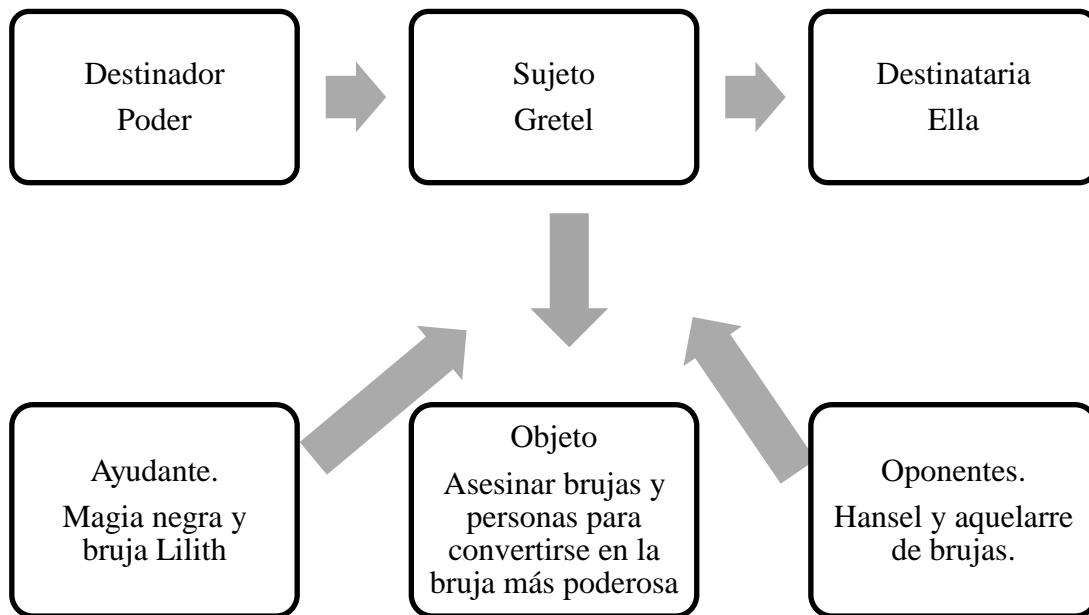 Destinador
Poder
Sujeto
Gretel
Destinataria
Ella
Ayudante.
Magia negra y
bruja Lilith
Objeto
Asesinar brujas y
personas para
convertirse en la
bruja más poderosa
Oponentes.
Hansel y aquelarre
de brujas.